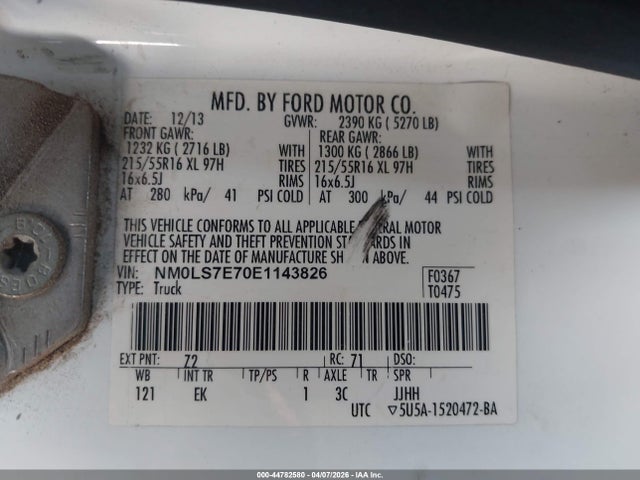 MFD. BY FORD MOTOR CO.
DATE: 12/13 GVWR: 2390 KG ( 5270 LB)
FRONT GAWR: REAR GAWR:
1232 KG ( 2716 LB) WITH 1300 KG ( 2866 LB) WITH
215/55R16 XL 97H TIRES 215/55R16 XL 97H TIRES
16x6.5J RIMS 16x6.5J RIMS
AT 280 kPa/ 41 PSI COLD AT 300 kPa/ 44 PSI COLD
THIS VEHICLE CONFORMS TO ALL APPLICABLE ERAL MOTOR
VEHICLE SAFETY AND THEFT PREVENTION STANDARDS IN
EFFECT ON THE DATE OF MANUFACTURE SH ABOVE.
VIN: NM0LS7E70E1143826 F0367
TYPE: Truck T0475
EXT PNT: 72 RC: 71 DSO:
WB INT TR TP/PS R AXLE TR SPR
121 EK 1 3C JJHH
UTC ▽5U5A-1520472-BA
000-44782580 - 04/07/2026 - IAA Inc.